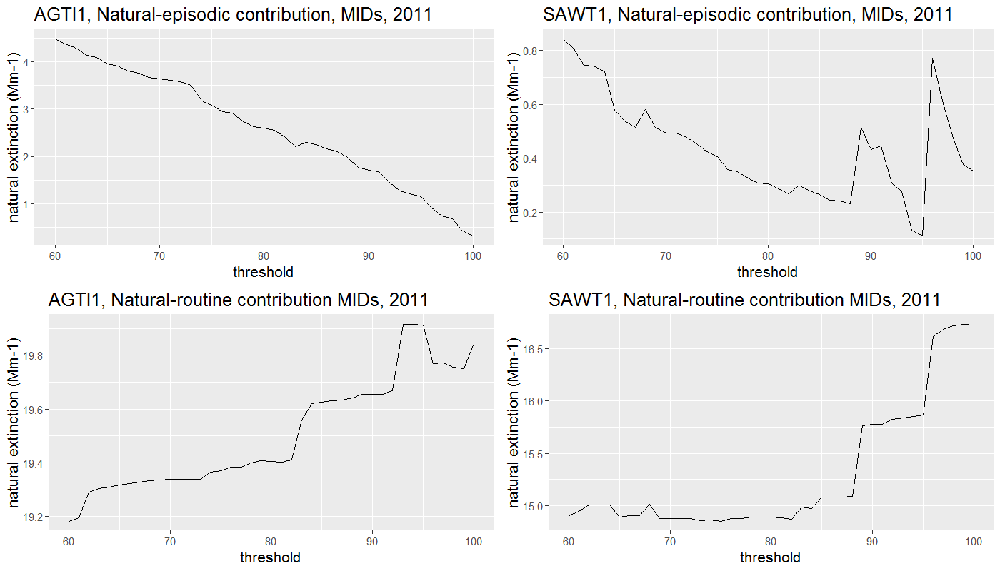 AGTI1, Natural-episodic contribution, MIDs, 2011
natural extinction (Mm-1)
4
3
2
1
60 70 80 90 100
threshold
SAWT1, Natural-episodic contribution, MIDs, 2011
natural extinction (Mm-1)
0.8
0.6
0.4
0.2
60 70 80 90 100
threshold
AGTI1, Natural-routine contribution MIDs, 2011
natural extinction (Mm-1)
19.8
19.6
19.4
19.2
60 70 80 90 100
threshold
SAWT1, Natural-routine contribution MIDs, 2011
natural extinction (Mm-1)
16.5
16.0
15.5
15.0
60 70 80 90 100
threshold